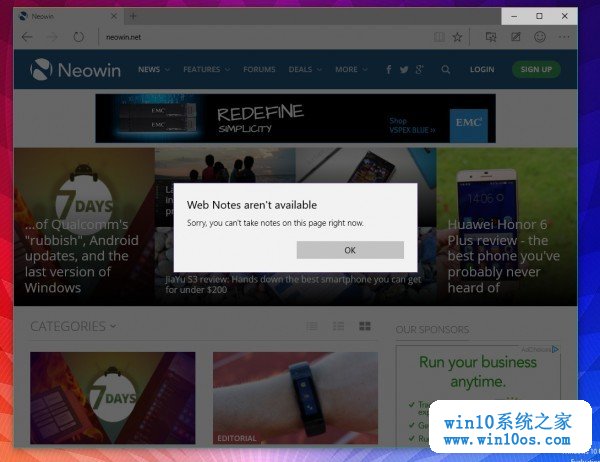 Neowin
neowin.net
Neowin
NEWS
FEATURES
FORUMS
DEALS
MORE
LOGIN
SIGN UP
EMC²
REDEFINE
SIMPLICITY
Shop
VSPEX BLUE
EMC²
7
DAYS
...of Qualcomm's
"rubbish", Android
updates, and the
last version of
Windows
Web Notes aren't available
Sorry, you can't take notes on this page right now.
OK
JiaYu S3 review: Hands down the best smartphone you can get
for under $200
Huawei Honor 6
Plus review - the
best phone you've
probably never
heard of
CATEGORIES
OUR SPONSORS
7
DAYS
EDITORIAL
AdChoices
Run your business
anytime.
win10系统之家
www.win10os.com